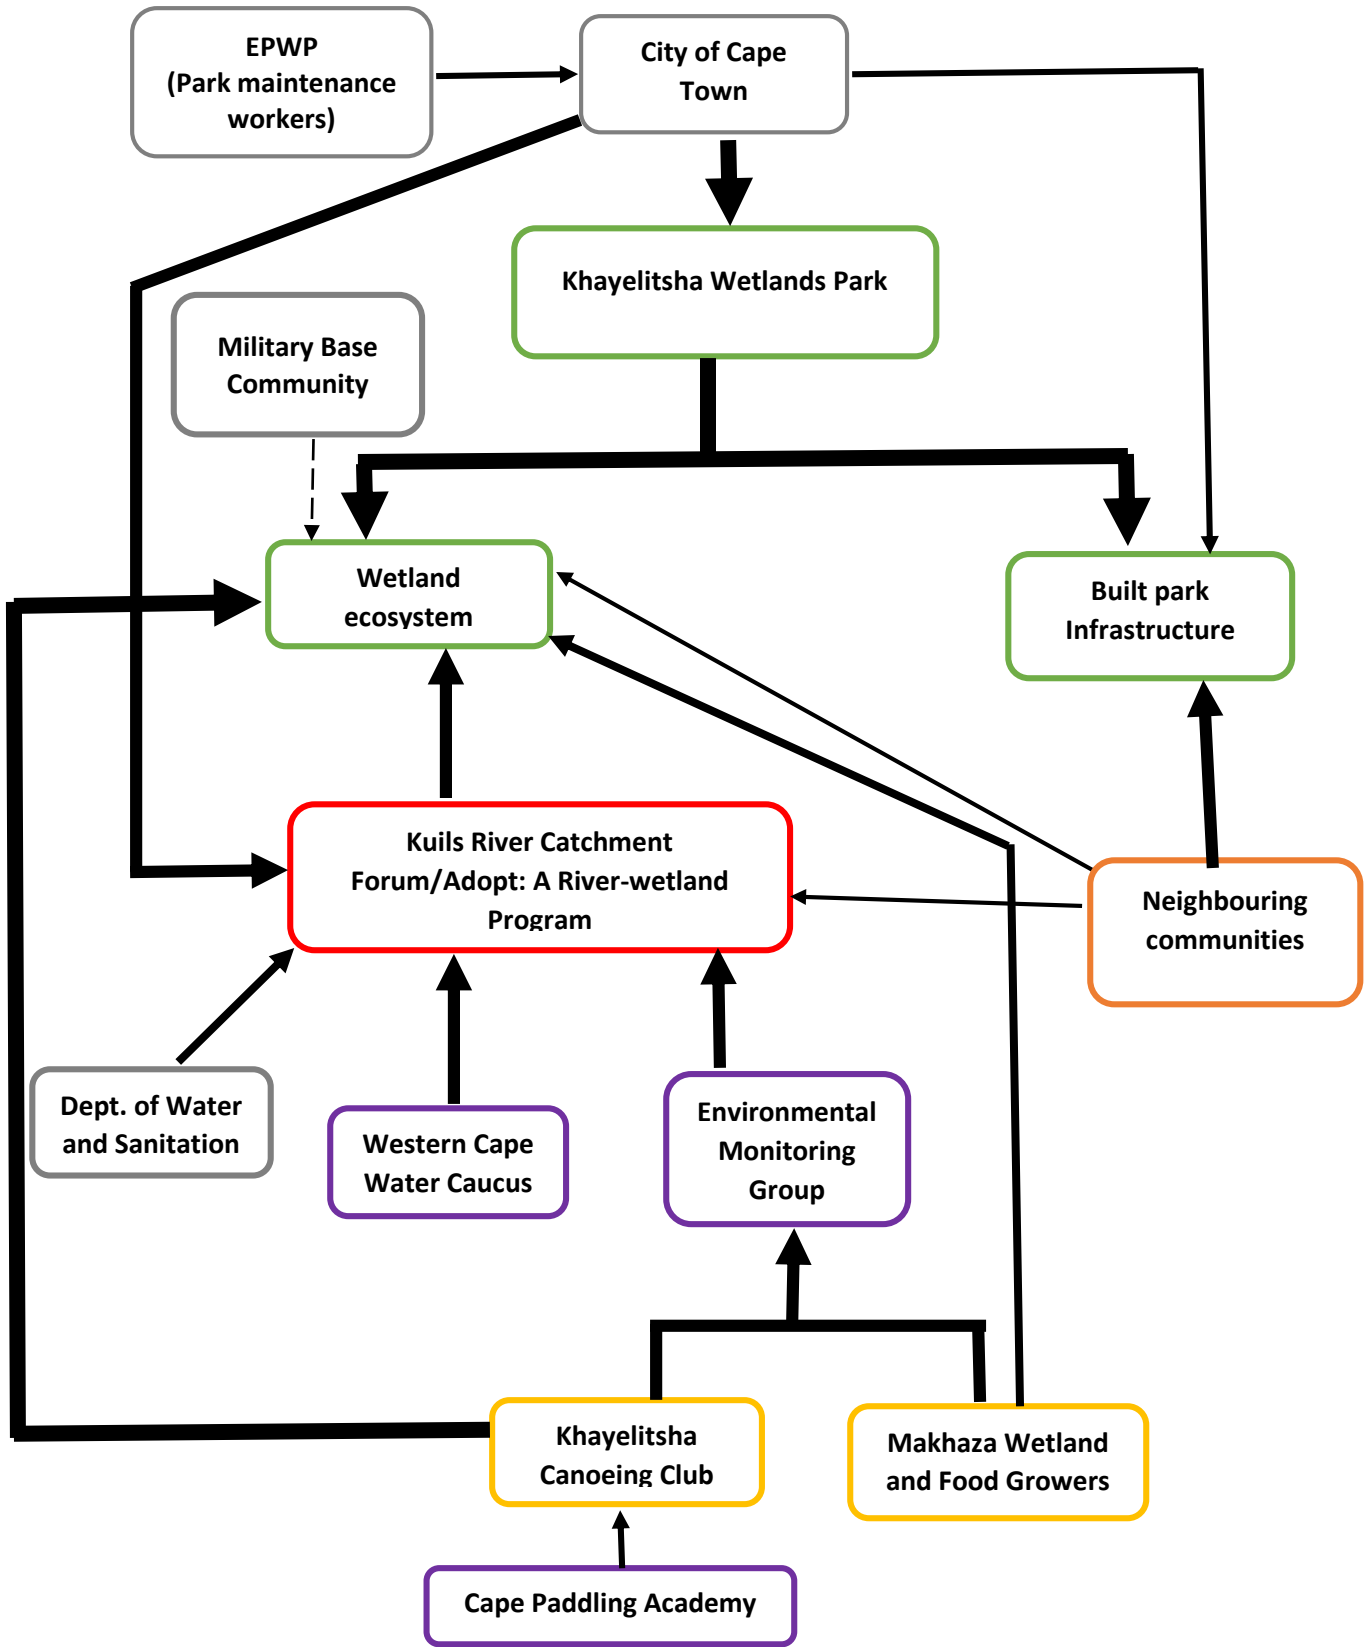 EPWP
(Park maintenance
workers)
City of Cape
Town
Khayelitsha Wetlands Park
Military Base
Community
Wetland
ecosystem
Built park
Infrastructure
Kuils River Catchment
Forum/Adopt: A River-wetland
Program
Neighbouring
communities
Dept. of Water
and Sanitation
Western Cape
Water Caucus
Environmental
Monitoring
Group
Khayelitsha
Canoeing Club
Makhaza Wetland
and Food Growers
Cape Paddling Academy